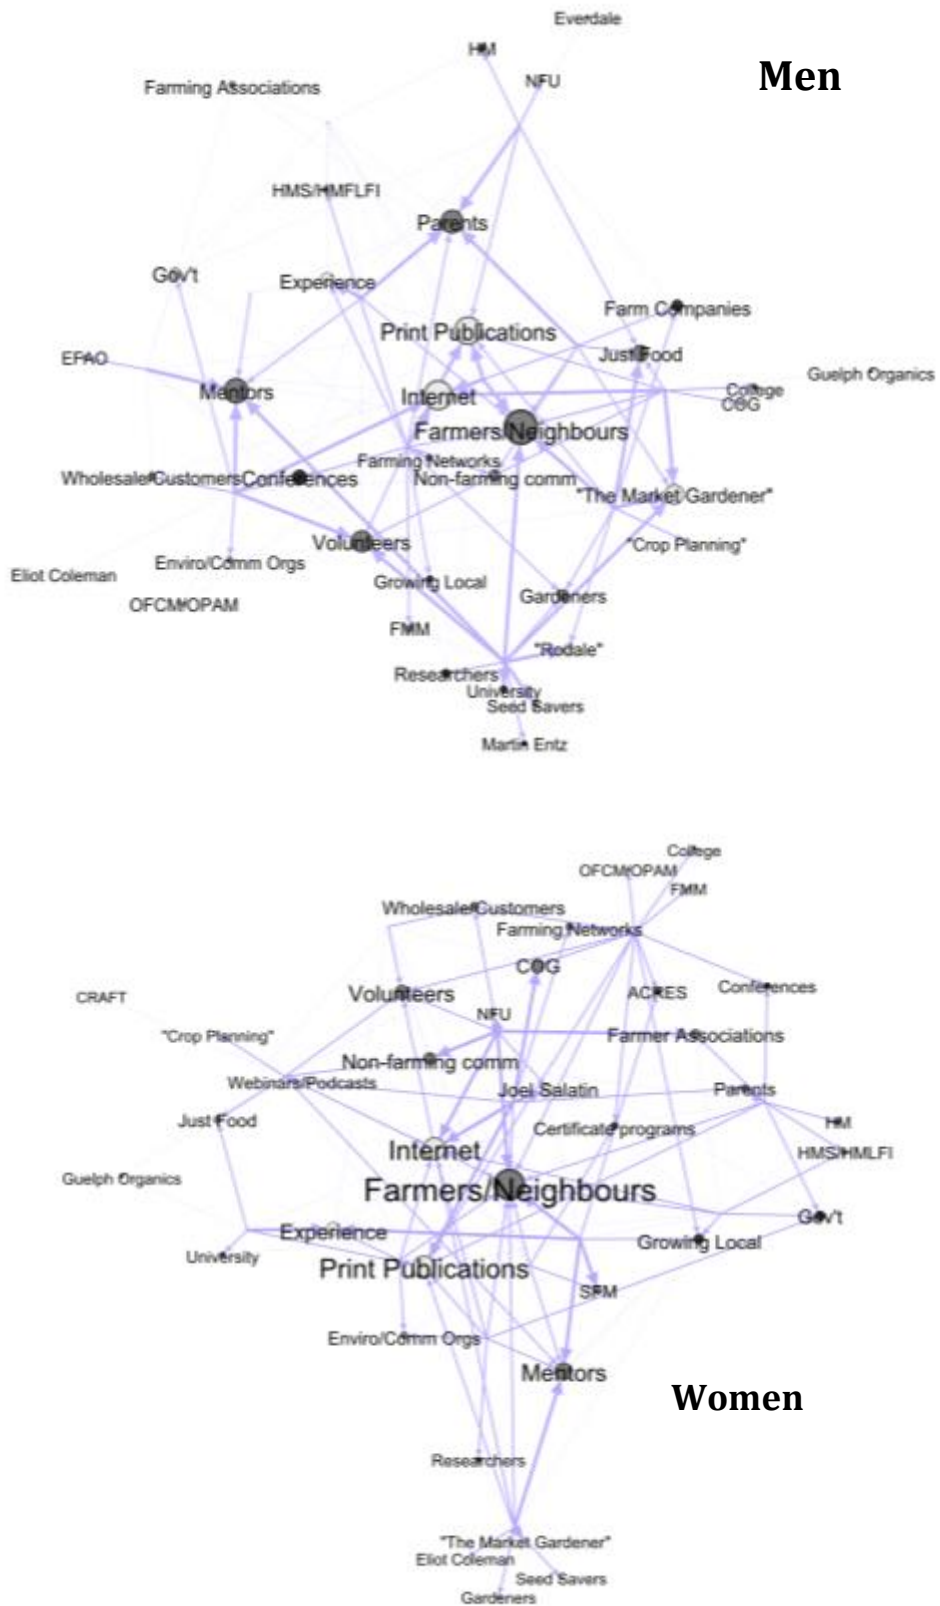 Everdale
HM
NFU
Men
Farming Associations
HMS/HMFLFI
Parents
Gov't
Experience
Farm Companies
Print Publications
Just Food
EFAO
Guelph Organics
Mentors
Internet
College
COG
Farmers/Neighbours
Farming Networks
Wholesale/Customers
Conferences
Non-farming comm
"The Market Gardener"
Volunteers
"Crop Planning"
Enviro/Comm Orgs
Eliot Coleman
Growing Local
Gardeners
OFCM/OPAM
FMM
"Rodale"
Researchers
University
Seed Savers
Martin Entz
College
OFCM/OPAM
FMM
Wholesale/Customers
Farming Networks
COG
Volunteers
ACRES
Conferences
CRAFT
NFU
"Crop Planning"
Farmer Associations
Non-farming comm
Webinars/Podcasts
Joel Salatin
Parents
Just Food
Certificate programs
HM
Internet
HMS/HMLFI
Guelph Organics
Farmers/Neighbours
Gov't
Experience
Growing Local
University
Print Publications
SFM
Enviro/Comm Orgs
Mentors
Women
Researchers
"The Market Gardener"
Eliot Coleman
Seed Savers
Gardeners